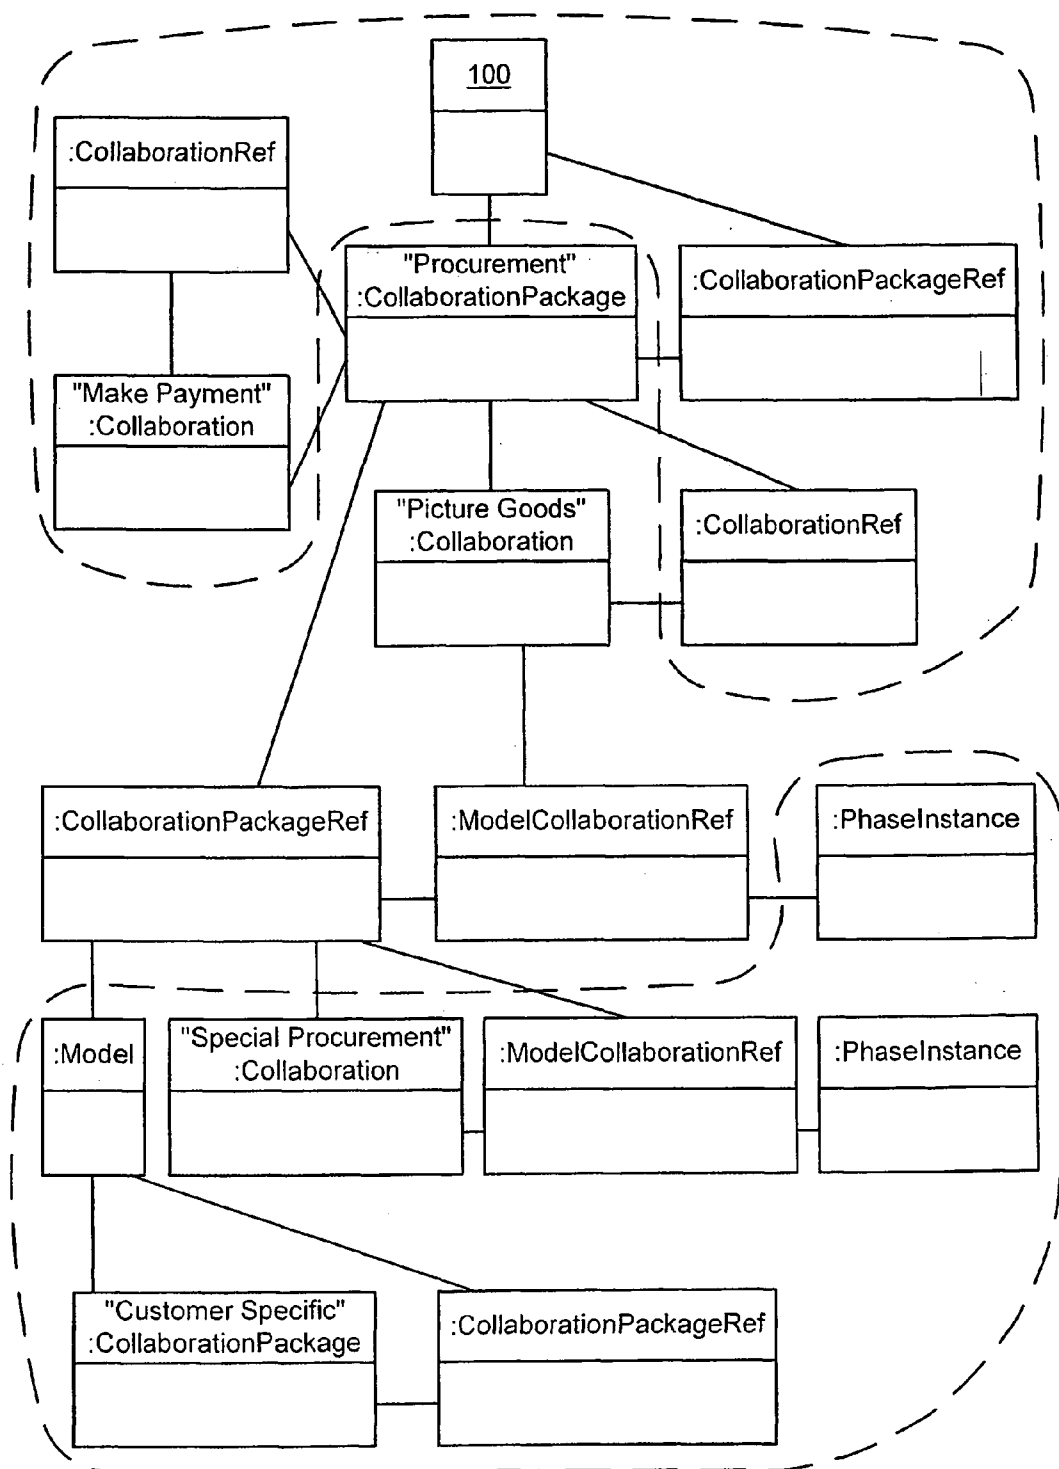 100
:CollaborationRef
"Procurement"
:CollaborationPackage
:CollaborationPackageRef
"Make Payment"
:Collaboration
"Picture Goods"
:Collaboration
:CollaborationRef
:CollaborationPackageRef
:ModelCollaborationRef
:PhaseInstance
:Model
"Special Procurement"
:Collaboration
:ModelCollaborationRef
:PhaseInstance
"Customer Specific"
:CollaborationPackage
:CollaborationPackageRef